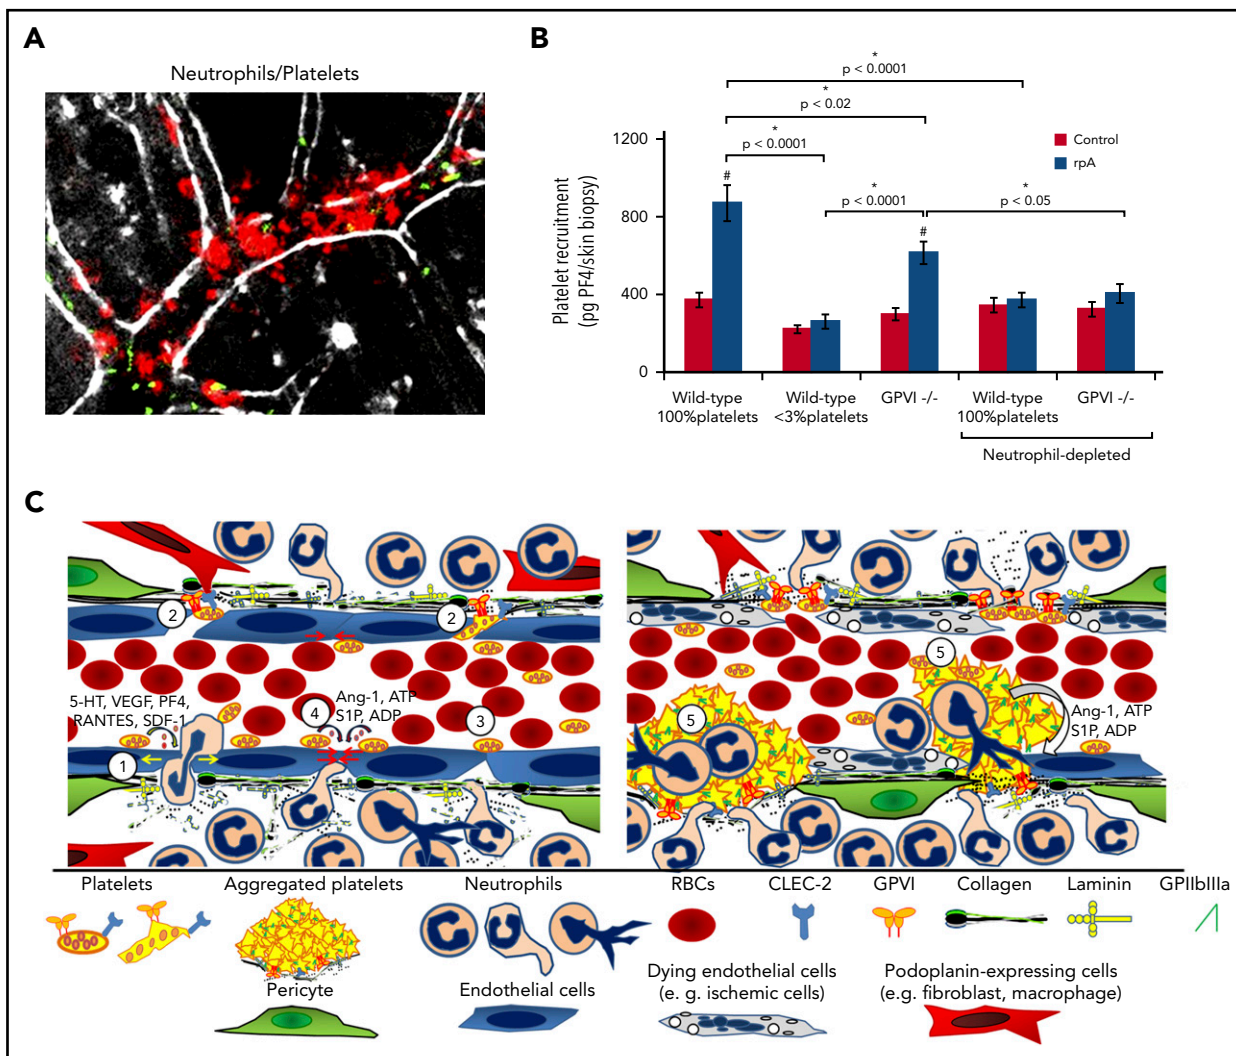 A
Neutrophils/Platelets
B
*
p < 0.0001
*
p < 0.02
*
p < 0.0001
*
p < 0.0001
*
p < 0.05
#
#
Control
rpA
Platelet recruitment
(pg PF4/skin biopsy)
1200
800
400
0
Wild-type
100%platelets
Wild-type
<3%platelets
GPVI -/-
Wild-type
100%platelets
GPVI -/-
Neutrophil-depleted
C
2
2
5-HT, VEGF, PF4,
RANTES, SDF-1
4
Ang-1, ATP
S1P, ADP
3
1
5
5
Ang-1, ATP
S1P, ADP
Platelets
Aggregated platelets
Neutrophils
RBCs
CLEC-2
GPVI
Collagen
Laminin
GPIIbIIIa
Pericyte
Endothelial cells
Dying endothelial cells
(e. g. ischemic cells)
Podoplanin-expressing cells
(e.g. fibroblast, macrophage)